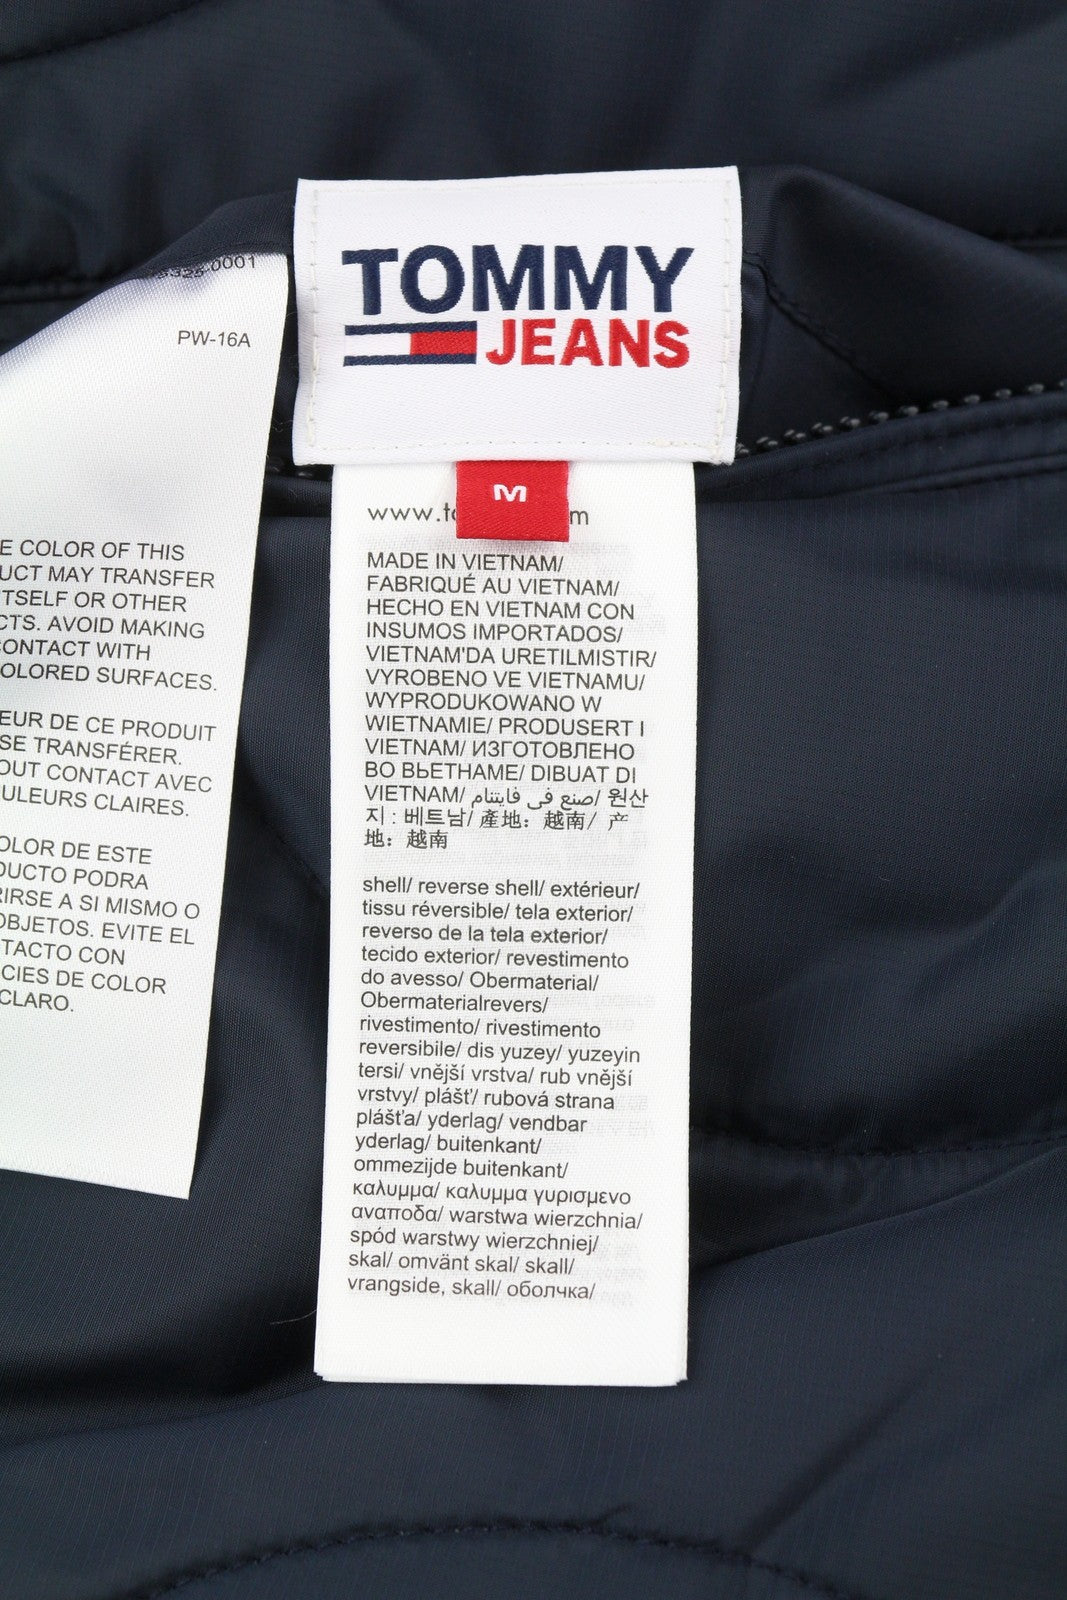 TOMMY
JEANS
M
www.to
m
MADE IN VIETNAM/
FABRIQUÉ AU VIETNAM/
HECHO EN VIETNAM CON
INSUMOS IMPORTADOS/
VIETNAM'DA URETILMISTIR/
VYROBENO VE VIETNAMU/
WYPRODUKOWANO W
WIETNAMIE/ PRODUSERT I
VIETNAM/ ИЗГОТОВЛЕНО
ВО ВЬЕТНАМЕ/ DIBUAT DI
VIETNAM/ صنع في فايتنام/ 원산
지 : 베트남/ 產地：越南/ 产
地：越南
shell/ reverse shell/ extérieur/
tissu réversible/ tela exterior/
reverso de la tela exterior/
tecido exterior/ revestimento
do avesso/ Obermaterial/
Obermaterialrevers/
rivestimento/ rivestimento
reversibile/ dis yuzey/ yuzeyin
tersi/ vnější vrstva/ rub vnější
vrstvy/ plášť/ rubová strana
plášťa/ yderlag/ vendbar
yderlag/ buitenkant/
ommezijde buitenkant/
καλυμμα/ καλυμμα γυρισμενο
αναποδα/ warstwa wierzchnia/
spód warstwy wierzchniej/
skal/ omvänt skal/ skall/
vrangside, skall/ оболчка/
0001
PW-16A
E COLOR OF THIS
UCT MAY TRANSFER
TSELF OR OTHER
CTS. AVOID MAKING
CONTACT WITH
OLORED SURFACES.
EUR DE CE PRODUIT
SE TRANSFÉRER.
OUT CONTACT AVEC
ULEURS CLAIRES.
OLOR DE ESTE
DUCTO PODRA
RIRSE A SI MISMO O
OBJETOS. EVITE EL
TACTO CON
CIES DE COLOR
CLARO.